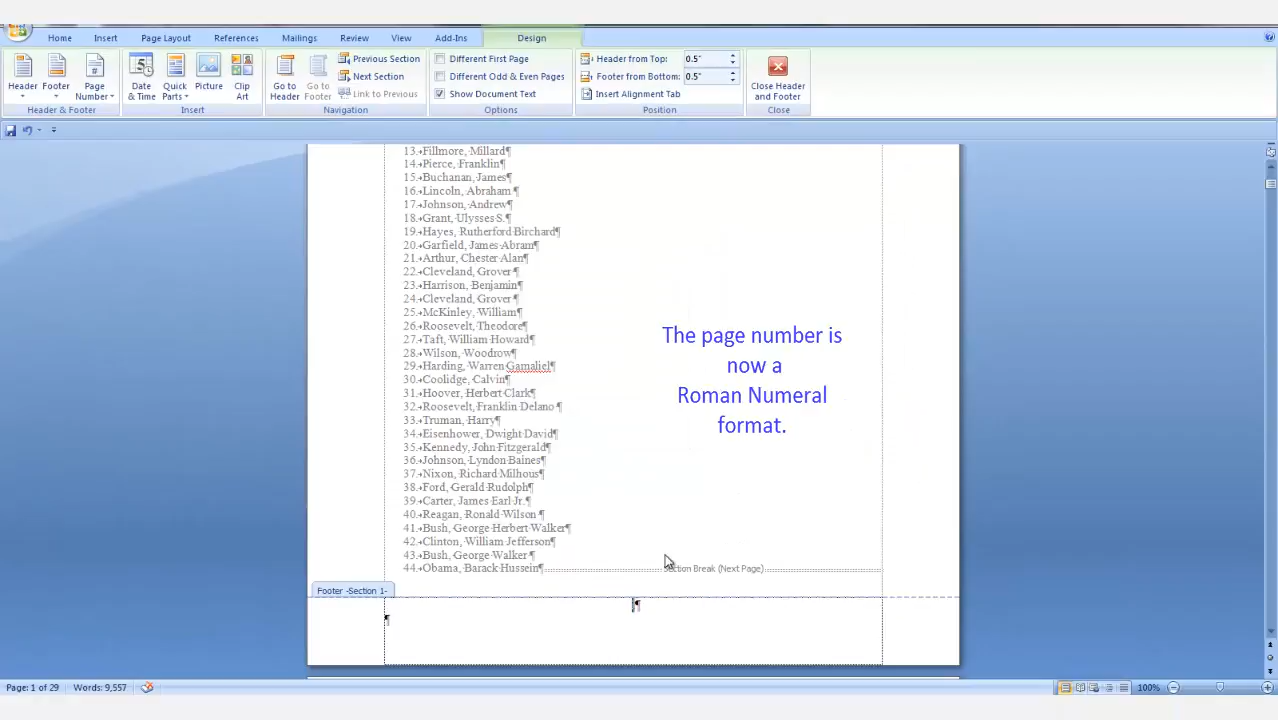 Home Insert Page Layout References Mailings Review View Add-Ins Design
Header Footer Page Number Date & Time Quick Parts Picture Clip Art Go to Header Go to Footer
Previous Section
Next Section
Link to Previous
Different First Page
Different Odd & Even Pages
Show Document Text
Header from Top: 0.5"
Footer from Bottom: 0.5"
Insert Alignment Tab
Close Header and Footer
Header & Footer Insert Navigation Options Position Close
13. Fillmore, Millard¶
14. Pierce, Franklin¶
15. Buchanan, James¶
16. Lincoln, Abraham ¶
17. Johnson, Andrew¶
18. Grant, Ulysses S.¶
19. Hayes, Rutherford Birchard¶
20. Garfield, James Abram¶
21. Arthur, Chester Alan¶
22. Cleveland, Grover ¶
23. Harrison, Benjamin¶
24. Cleveland, Grover ¶
25. McKinley, William¶
26. Roosevelt, Theodore¶
27. Taft, William Howard¶
28. Wilson, Woodrow¶
29. Harding, Warren Gamaliel¶
30. Coolidge, Calvin¶
31. Hoover, Herbert Clark¶
32. Roosevelt, Franklin Delano ¶
33. Truman, Harry¶
34. Eisenhower, Dwight David¶
35. Kennedy, John Fitzgerald¶
36. Johnson, Lyndon Baines¶
37. Nixon, Richard Milhous¶
38. Ford, Gerald Rudolph¶
39. Carter, James Earl Jr.¶
40. Reagan, Ronald Wilson ¶
41. Bush, George Herbert Walker¶
42. Clinton, William Jefferson¶
43. Bush, George Walker ¶
44. Obama, Barack Hussein¶ Section Break (Next Page)
The page number is
now a
Roman Numeral
format.
Footer -Section 1-
i¶
¶
Page: 1 of 29 Words: 9,557 100%